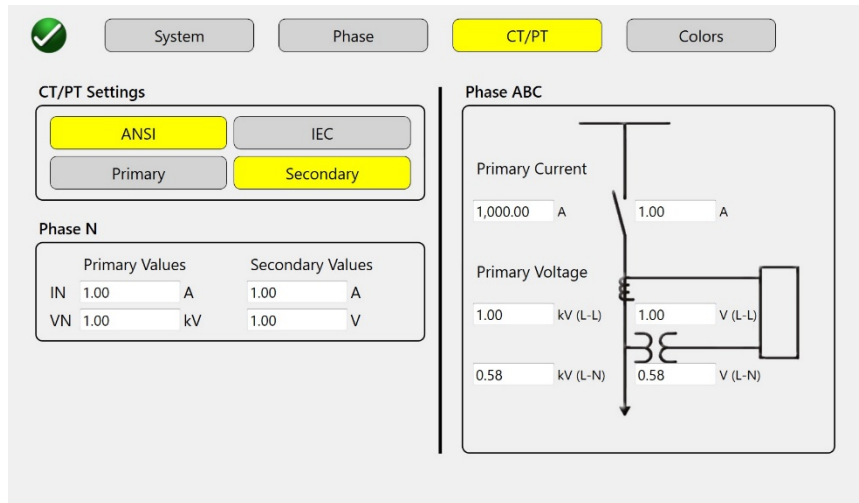 System Phase CT/PT Colors
CT/PT Settings
ANSI IEC
Primary Secondary
Phase N
Primary Values Secondary Values
IN 1.00 A 1.00 A
VN 1.00 kV 1.00 V
Phase ABC
Primary Current
1,000.00 A 1.00 A
Primary Voltage
1.00 kV (L-L) 1.00 V (L-L)
0.58 kV (L-N) 0.58 V (L-N)